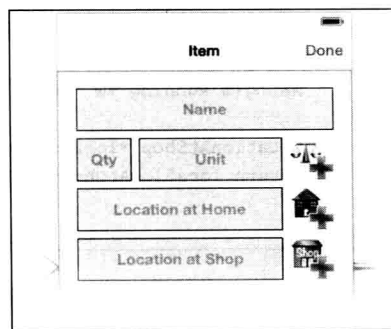 Item Done
Name
Qty Unit
Location at Home
Location at Shop Shop